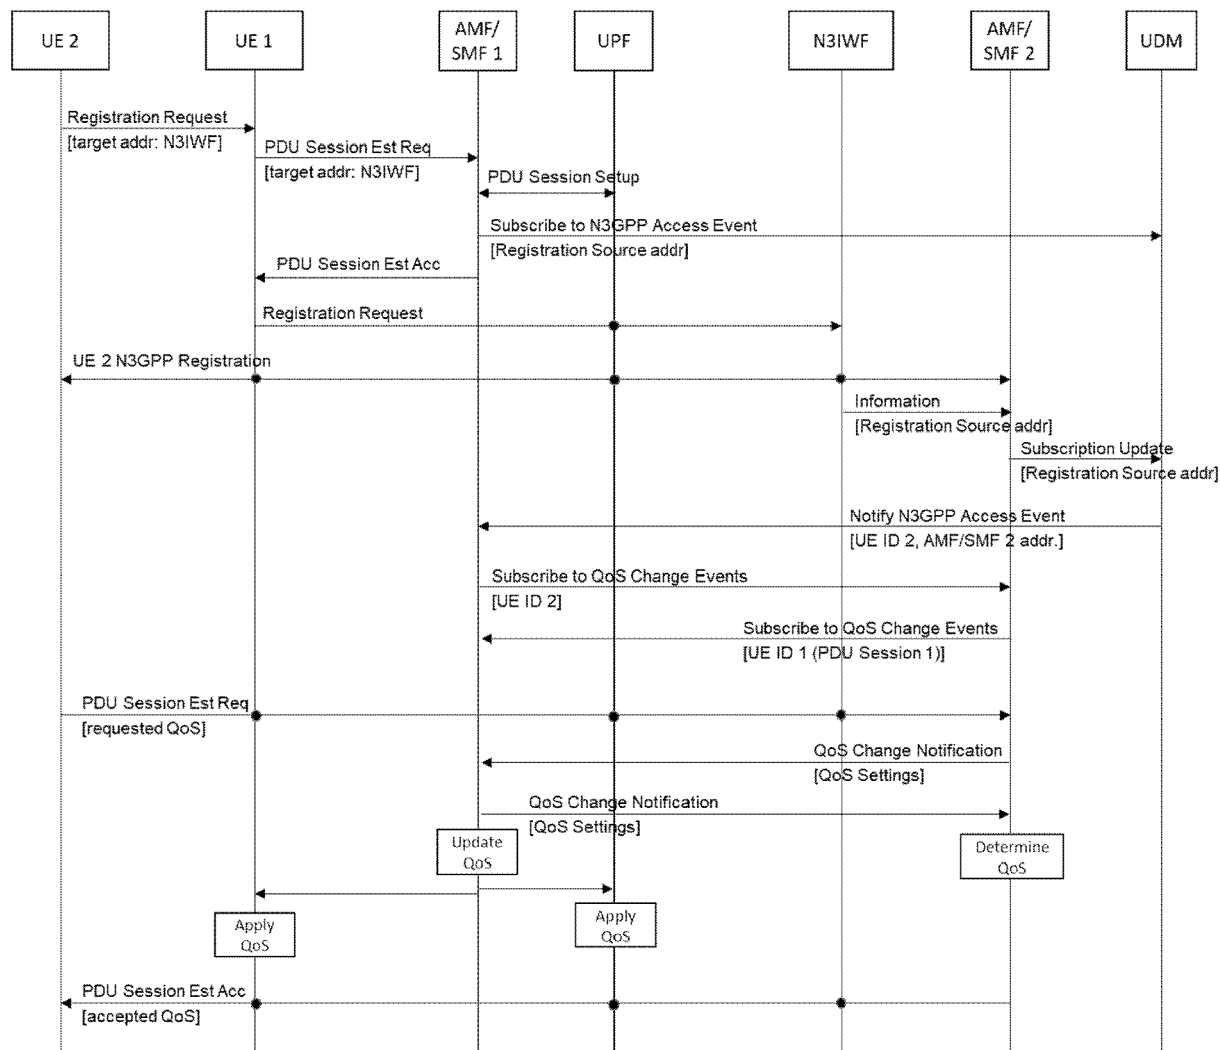 UE 2
UE 1
AMF/
SMF 1
UPF
N3IWF
AMF/
SMF 2
UDM
Registration Request
[target addr: N3IWF]
PDU Session Est Req
[target addr: N3IWF]
PDU Session Setup
Subscribe to N3GPP Access Event
[Registration Source addr]
PDU Session Est Acc
Registration Request
UE 2 N3GPP Registration
Information
[Registration Source addr]
Subscription Update
[Registration Source addr]
Notify N3GPP Access Event
[UE ID 2, AMF/SMF 2 addr.]
Subscribe to QoS Change Events
[UE ID 2]
Subscribe to QoS Change Events
[UE ID 1 (PDU Session 1)]
PDU Session Est Req
[requested QoS]
QoS Change Notification
[QoS Settings]
QoS Change Notification
[QoS Settings]
Update
QoS
Determine
QoS
Apply
QoS
Apply
QoS
PDU Session Est Acc
[accepted QoS]